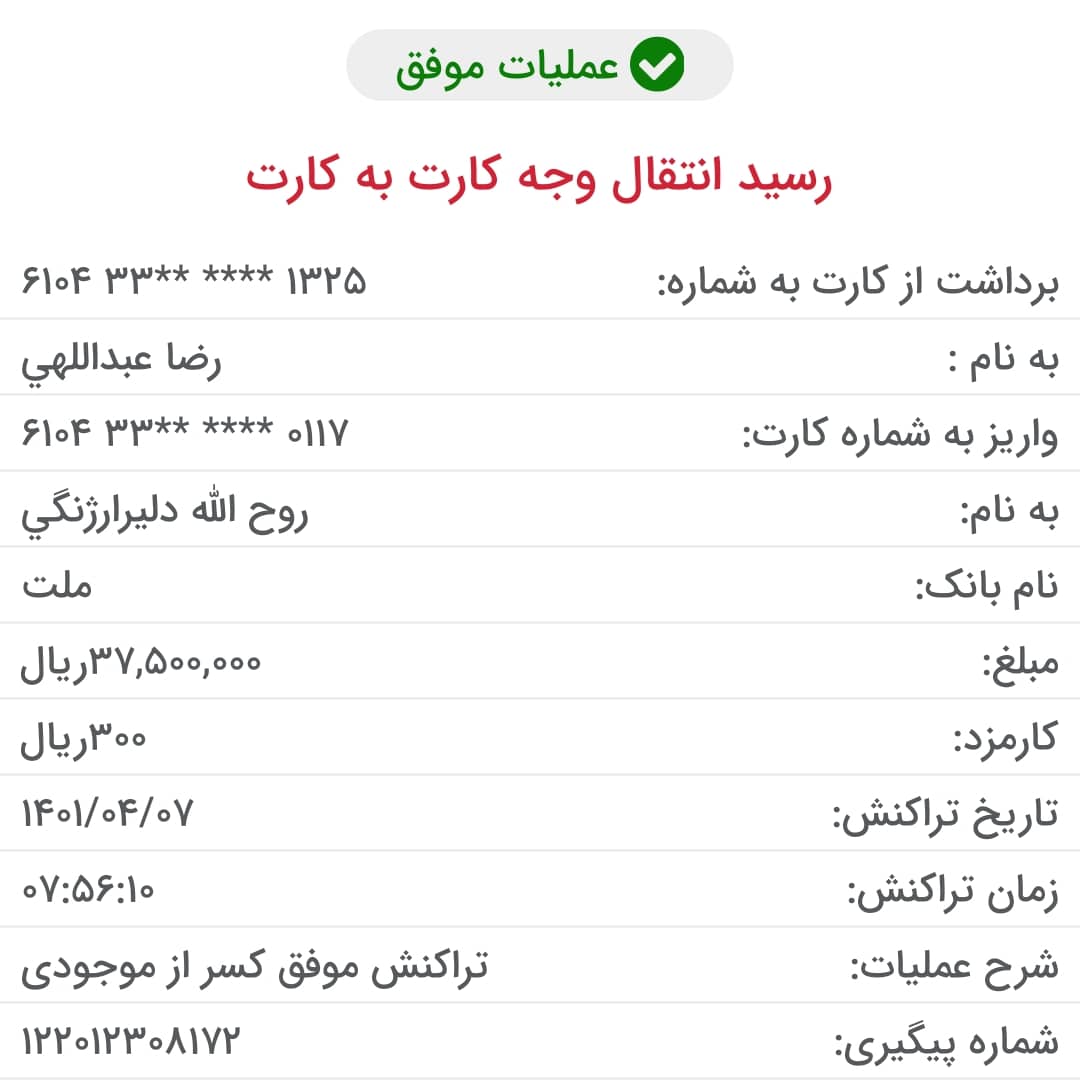 عملیات موفق
رسید انتقال وجه کارت به کارت
برداشت از کارت به شماره: ۶۱۰۴ ۳۳** **** ۱۳۲۵
به نام : رضا عبداللهي
واریز به شماره کارت: ۶۱۰۴ ۳۳** **** ۰۱۱۷
به نام: روح الله دلیرارژنگي
نام بانک: ملت
مبلغ: ۳۷,۵۰۰,۰۰۰ریال
کارمزد: ۳۰۰ریال
تاریخ تراکنش: ۱۴۰۱/۰۴/۰۷
زمان تراکنش: ۰۷:۵۶:۱۰
شرح عملیات: تراکنش موفق کسر از موجودی
شماره پیگیری: ۱۲۲۰۱۲۳۰۸۱۷۲